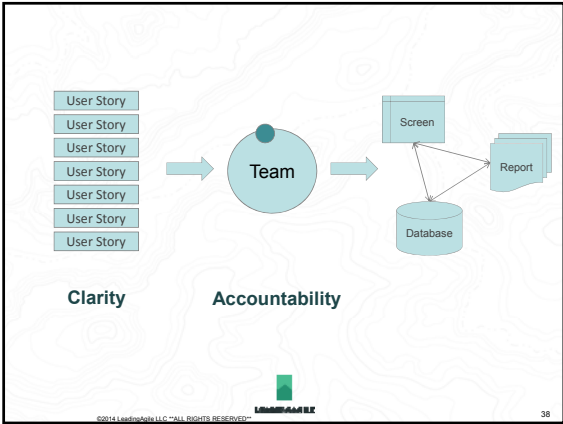 User Story
User Story
User Story
User Story
User Story
User Story
User Story
Team
Screen
Report
Database
Clarity
Accountability
©2014 LeadingAgile LLC **ALL RIGHTS RESERVED**
38